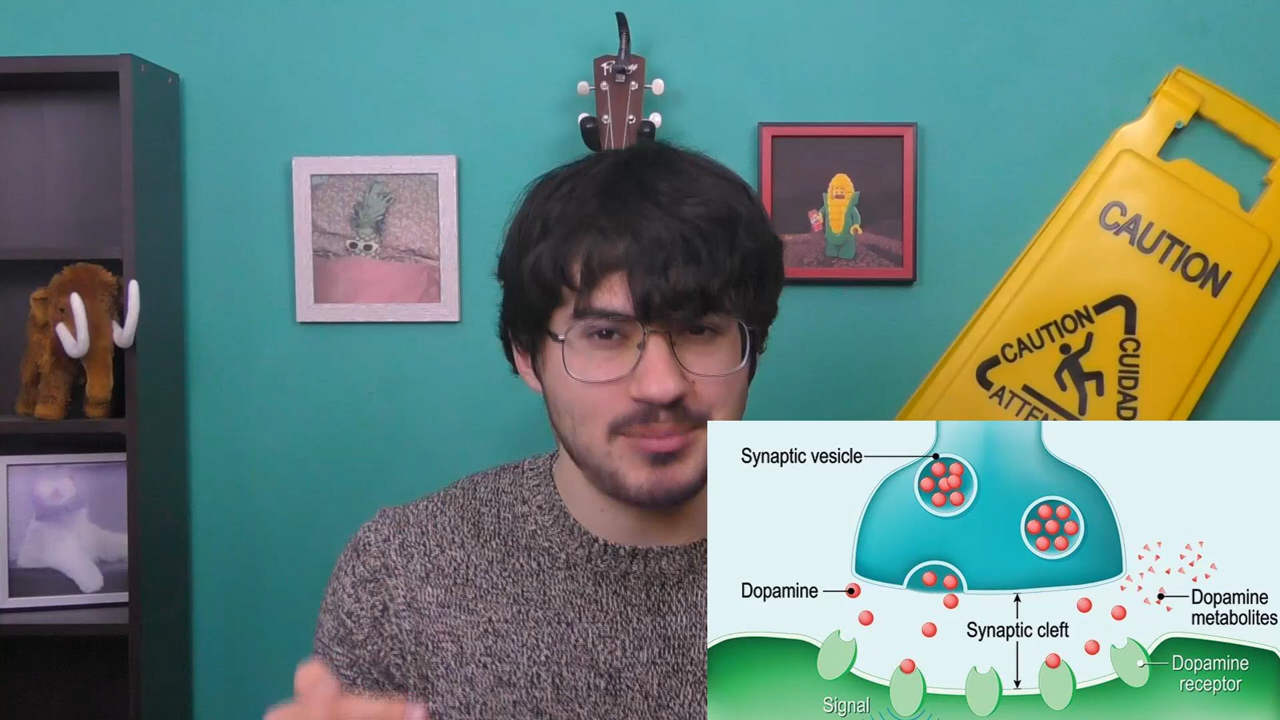 CAUTION
CAUTION
CUIDAD
ATTEN
Synaptic vesicle
Dopamine
Synaptic cleft
Dopamine
metabolites
Dopamine
receptor
Signal